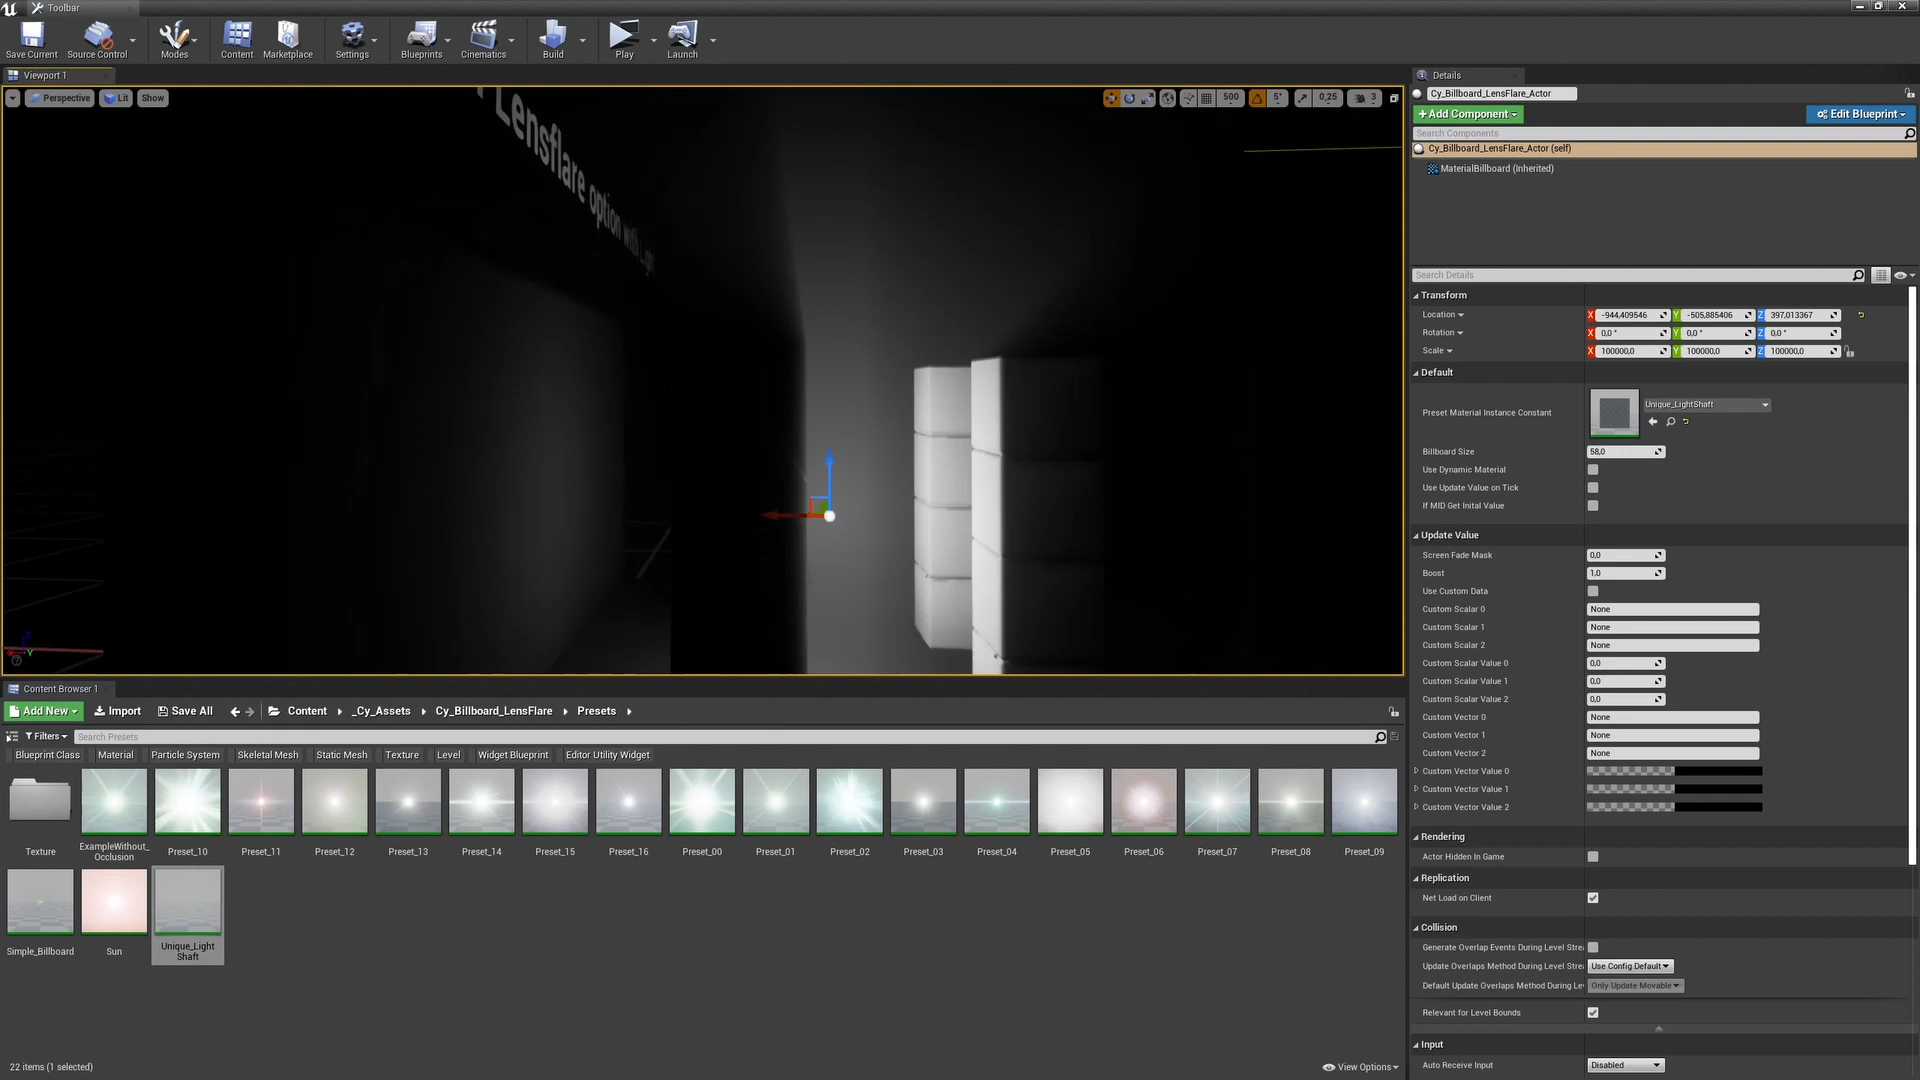 Toolbar
Save Current
Source Control
Modes
Content
Marketplace
Settings
Blueprints
Cinematics
Build
Play
Launch
Viewport 1
Perspective
Lit
Show
500
5°
0,25
3
Lensflare option with Light
Details
Cy_Billboard_LensFlare_Actor
+Add Component
Edit Blueprint
Search Components
Cy_Billboard_LensFlare_Actor (self)
MaterialBillboard (Inherited)
Search Details
Transform
Location X -944,409546 Y -505,885406 Z 397,013367
Rotation X 0,0 ° Y 0,0 ° Z 0,0 °
Scale X 100000,0 Y 100000,0 Z 100000,0
Default
Preset Material Instance Constant
Unique_LightShaft
Billboard Size 58,0
Use Dynamic Material
Use Update Value on Tick
If MID Get Inital Value
Update Value
Screen Fade Mask 0,0
Boost 1,0
Use Custom Data
Custom Scalar 0 None
Custom Scalar 1 None
Custom Scalar 2 None
Custom Scalar Value 0 0,0
Custom Scalar Value 1 0,0
Custom Scalar Value 2 0,0
Custom Vector 0 None
Custom Vector 1 None
Custom Vector 2 None
Custom Vector Value 0
Custom Vector Value 1
Custom Vector Value 2
Rendering
Actor Hidden In Game
Replication
Net Load on Client
Collision
Generate Overlap Events During Level Strea
Update Overlaps Method During Level Strea Use Config Default
Default Update Overlaps Method During Lev Only Update Movable
Relevant for Level Bounds
Input
Auto Receive Input Disabled
Content Browser 1
Add New
Import
Save All
Content
_Cy_Assets
Cy_Billboard_LensFlare
Presets
Filters
Search Presets
Blueprint Class
Material
Particle System
Skeletal Mesh
Static Mesh
Texture
Level
Widget Blueprint
Editor Utility Widget
Texture
ExampleWithout_
Occlusion
Preset_10
Preset_11
Preset_12
Preset_13
Preset_14
Preset_15
Preset_16
Preset_00
Preset_01
Preset_02
Preset_03
Preset_04
Preset_05
Preset_06
Preset_07
Preset_08
Preset_09
Simple_Billboard
Sun
Unique_Light
Shaft
22 items (1 selected)
View Options